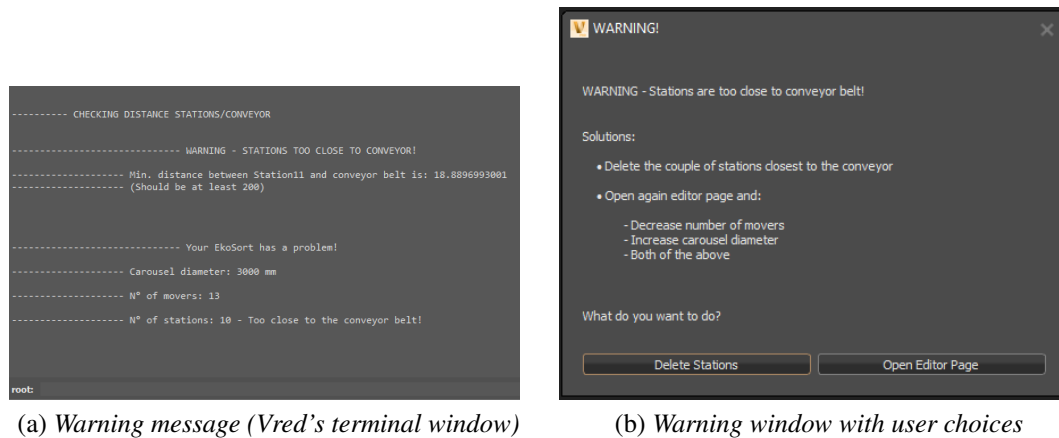 ---------- CHECKING DISTANCE STATIONS/CONVEYOR
------------------------------ WARNING - STATIONS TOO CLOSE TO CONVEYOR!
-------------------- Min. distance between Station11 and conveyor belt is: 18.8896993001
-------------------- (Should be at least 200)
------------------------------ Your EkoSort has a problem!
-------------------- Carousel diameter: 3000 mm
-------------------- N° of movers: 13
-------------------- N° of stations: 10 - Too close to the conveyor belt!
root:
(a) Warning message (Vred's terminal window)
V WARNING!
WARNING - Stations are too close to conveyor belt!
Solutions:
• Delete the couple of stations closest to the conveyor
• Open again editor page and:
- Decrease number of movers
- Increase carousel diameter
- Both of the above
What do you want to do?
Delete Stations
Open Editor Page
(b) Warning window with user choices